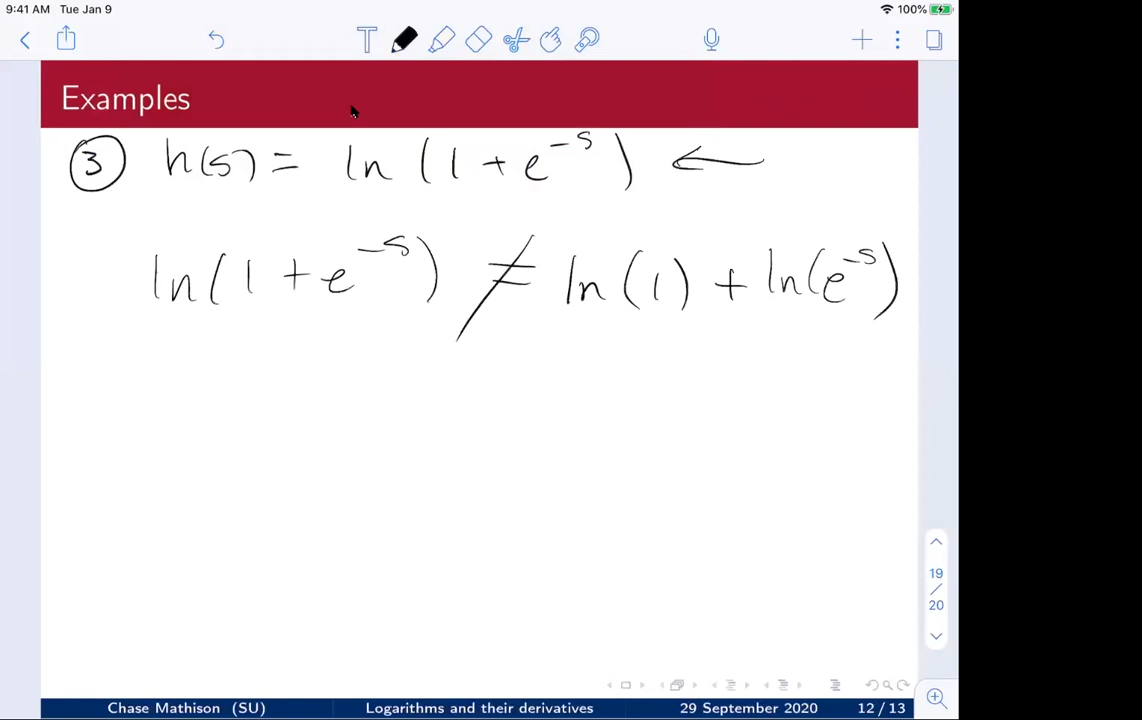 9:41 AM Tue Jan 9 100%
Examples
③ h(s) = ln (1 + e^{-s}) ←
ln(1 + e^{-s}) ≠ ln(1) + ln(e^{-s})
19
/
20
Chase Mathison (SU) Logarithms and their derivatives 29 September 2020 12 / 13